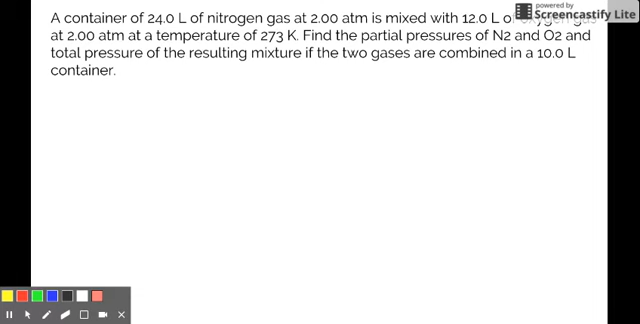 A container of 24.0 L of nitrogen gas at 2.00 atm is mixed with 12.0 L
powered by
Screencastify Lite
at 2.00 atm at a temperature of 273 K. Find the partial pressures of N2 and O2 and
total pressure of the resulting mixture if the two gases are combined in a 10.0 L
container.